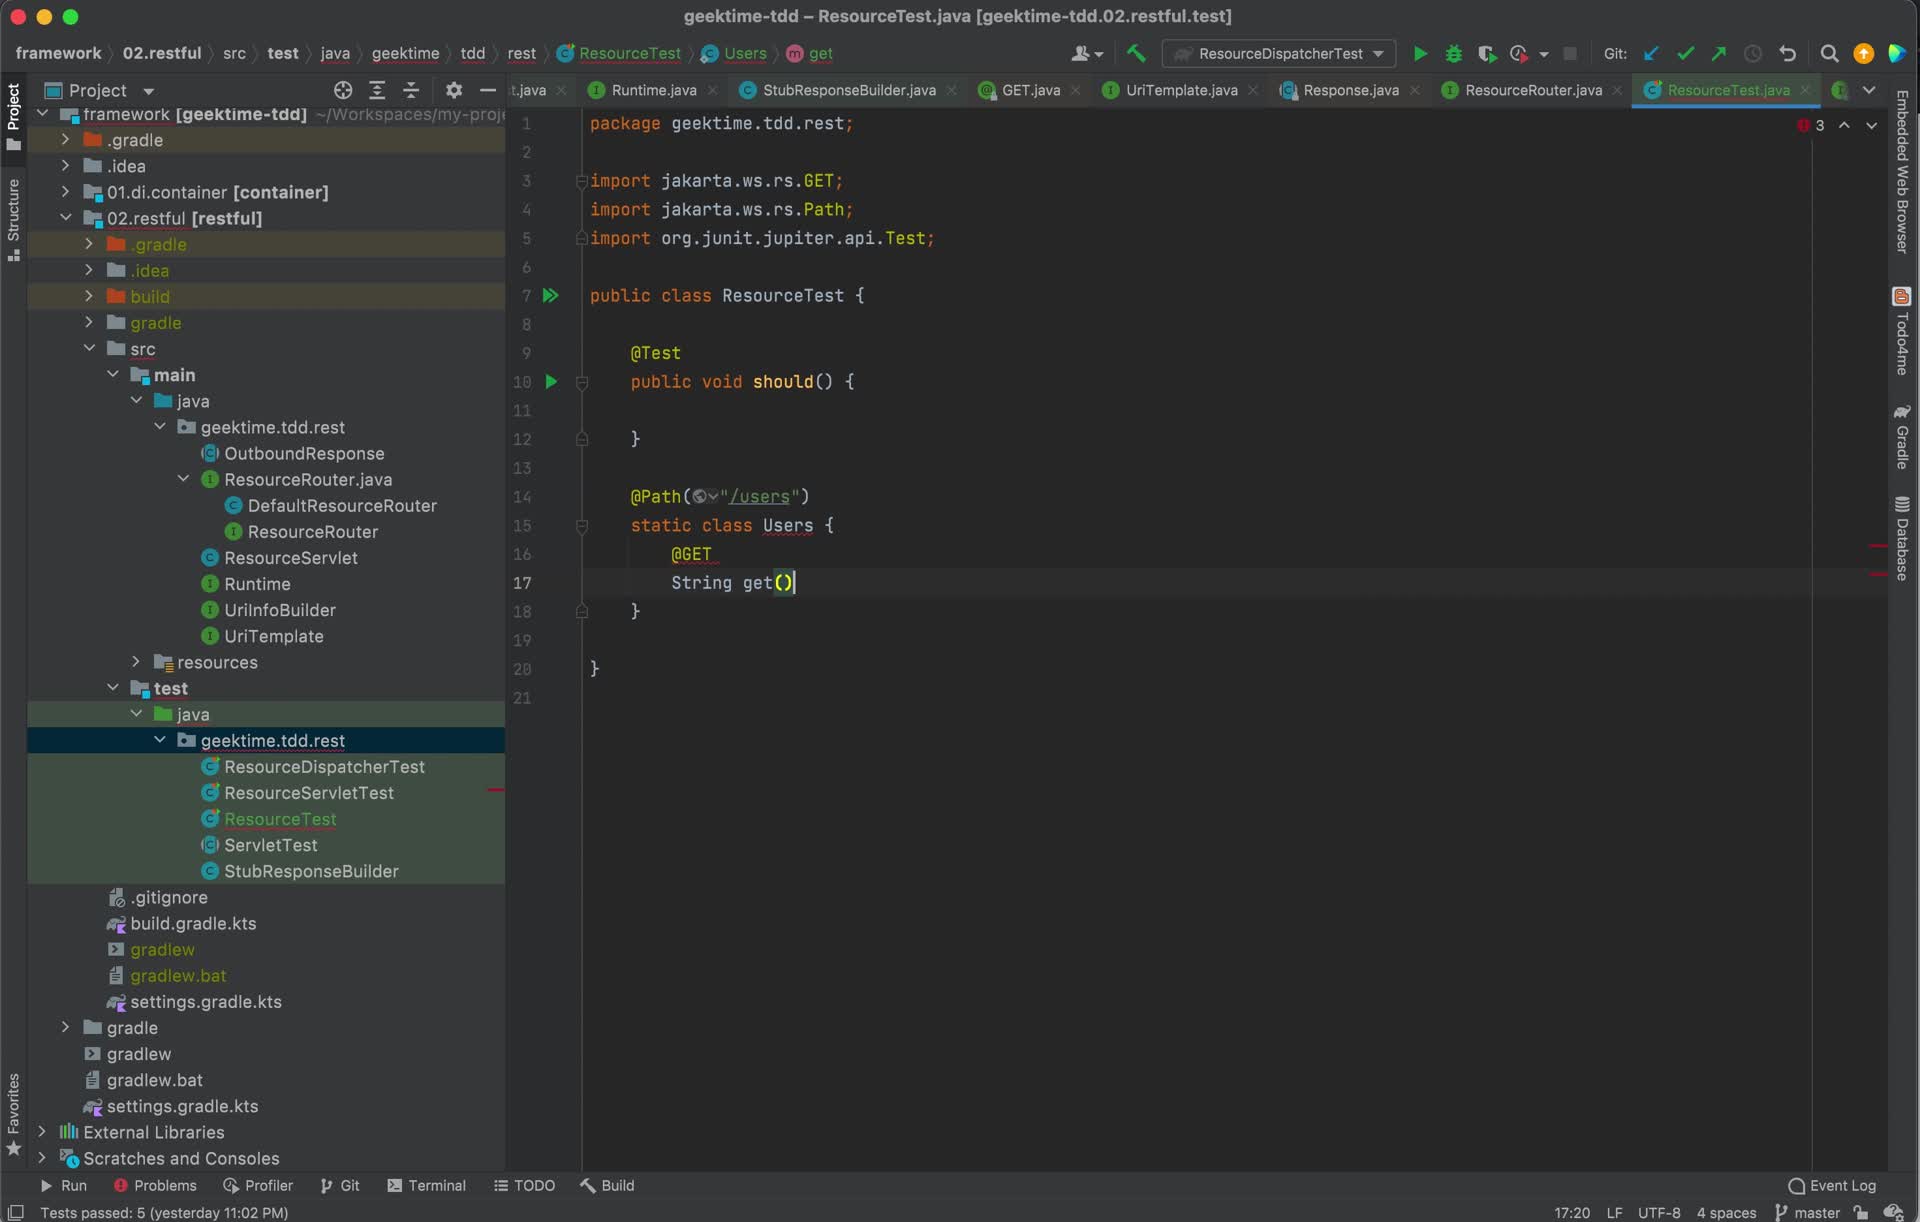 geektime-tdd – ResourceTest.java [geektime-tdd.02.restful.test]
framework 02.restful src test java geektime tdd rest ResourceTest Users get
ResourceDispatcherTest
Git:
Project
t.java Runtime.java StubResponseBuilder.java GET.java UriTemplate.java Response.java ResourceRouter.java ResourceTest.java
Project
Structure
Favorites
framework [geektime-tdd] ~/Workspaces/my-proje
.gradle
.idea
01.di.container [container]
02.restful [restful]
.gradle
.idea
build
gradle
src
main
java
geektime.tdd.rest
OutboundResponse
ResourceRouter.java
DefaultResourceRouter
ResourceRouter
ResourceServlet
Runtime
UriInfoBuilder
UriTemplate
resources
test
java
geektime.tdd.rest
ResourceDispatcherTest
ResourceServletTest
ResourceTest
ServletTest
StubResponseBuilder
.gitignore
build.gradle.kts
gradlew
gradlew.bat
settings.gradle.kts
gradle
gradlew
gradlew.bat
settings.gradle.kts
External Libraries
Scratches and Consoles
1 package geektime.tdd.rest;
2
3 import jakarta.ws.rs.GET;
4 import jakarta.ws.rs.Path;
5 import org.junit.jupiter.api.Test;
6
7 public class ResourceTest {
8
9 @Test
10 public void should() {
11
12 }
13
14 @Path("/users")
15 static class Users {
16 @GET
17 String get()
18 }
19
20 }
21
3
Embedded Web Browser
Todo4me
Gradle
Database
Run Problems Profiler Git Terminal TODO Build Event Log
Tests passed: 5 (yesterday 11:02 PM) 17:20 LF UTF-8 4 spaces master